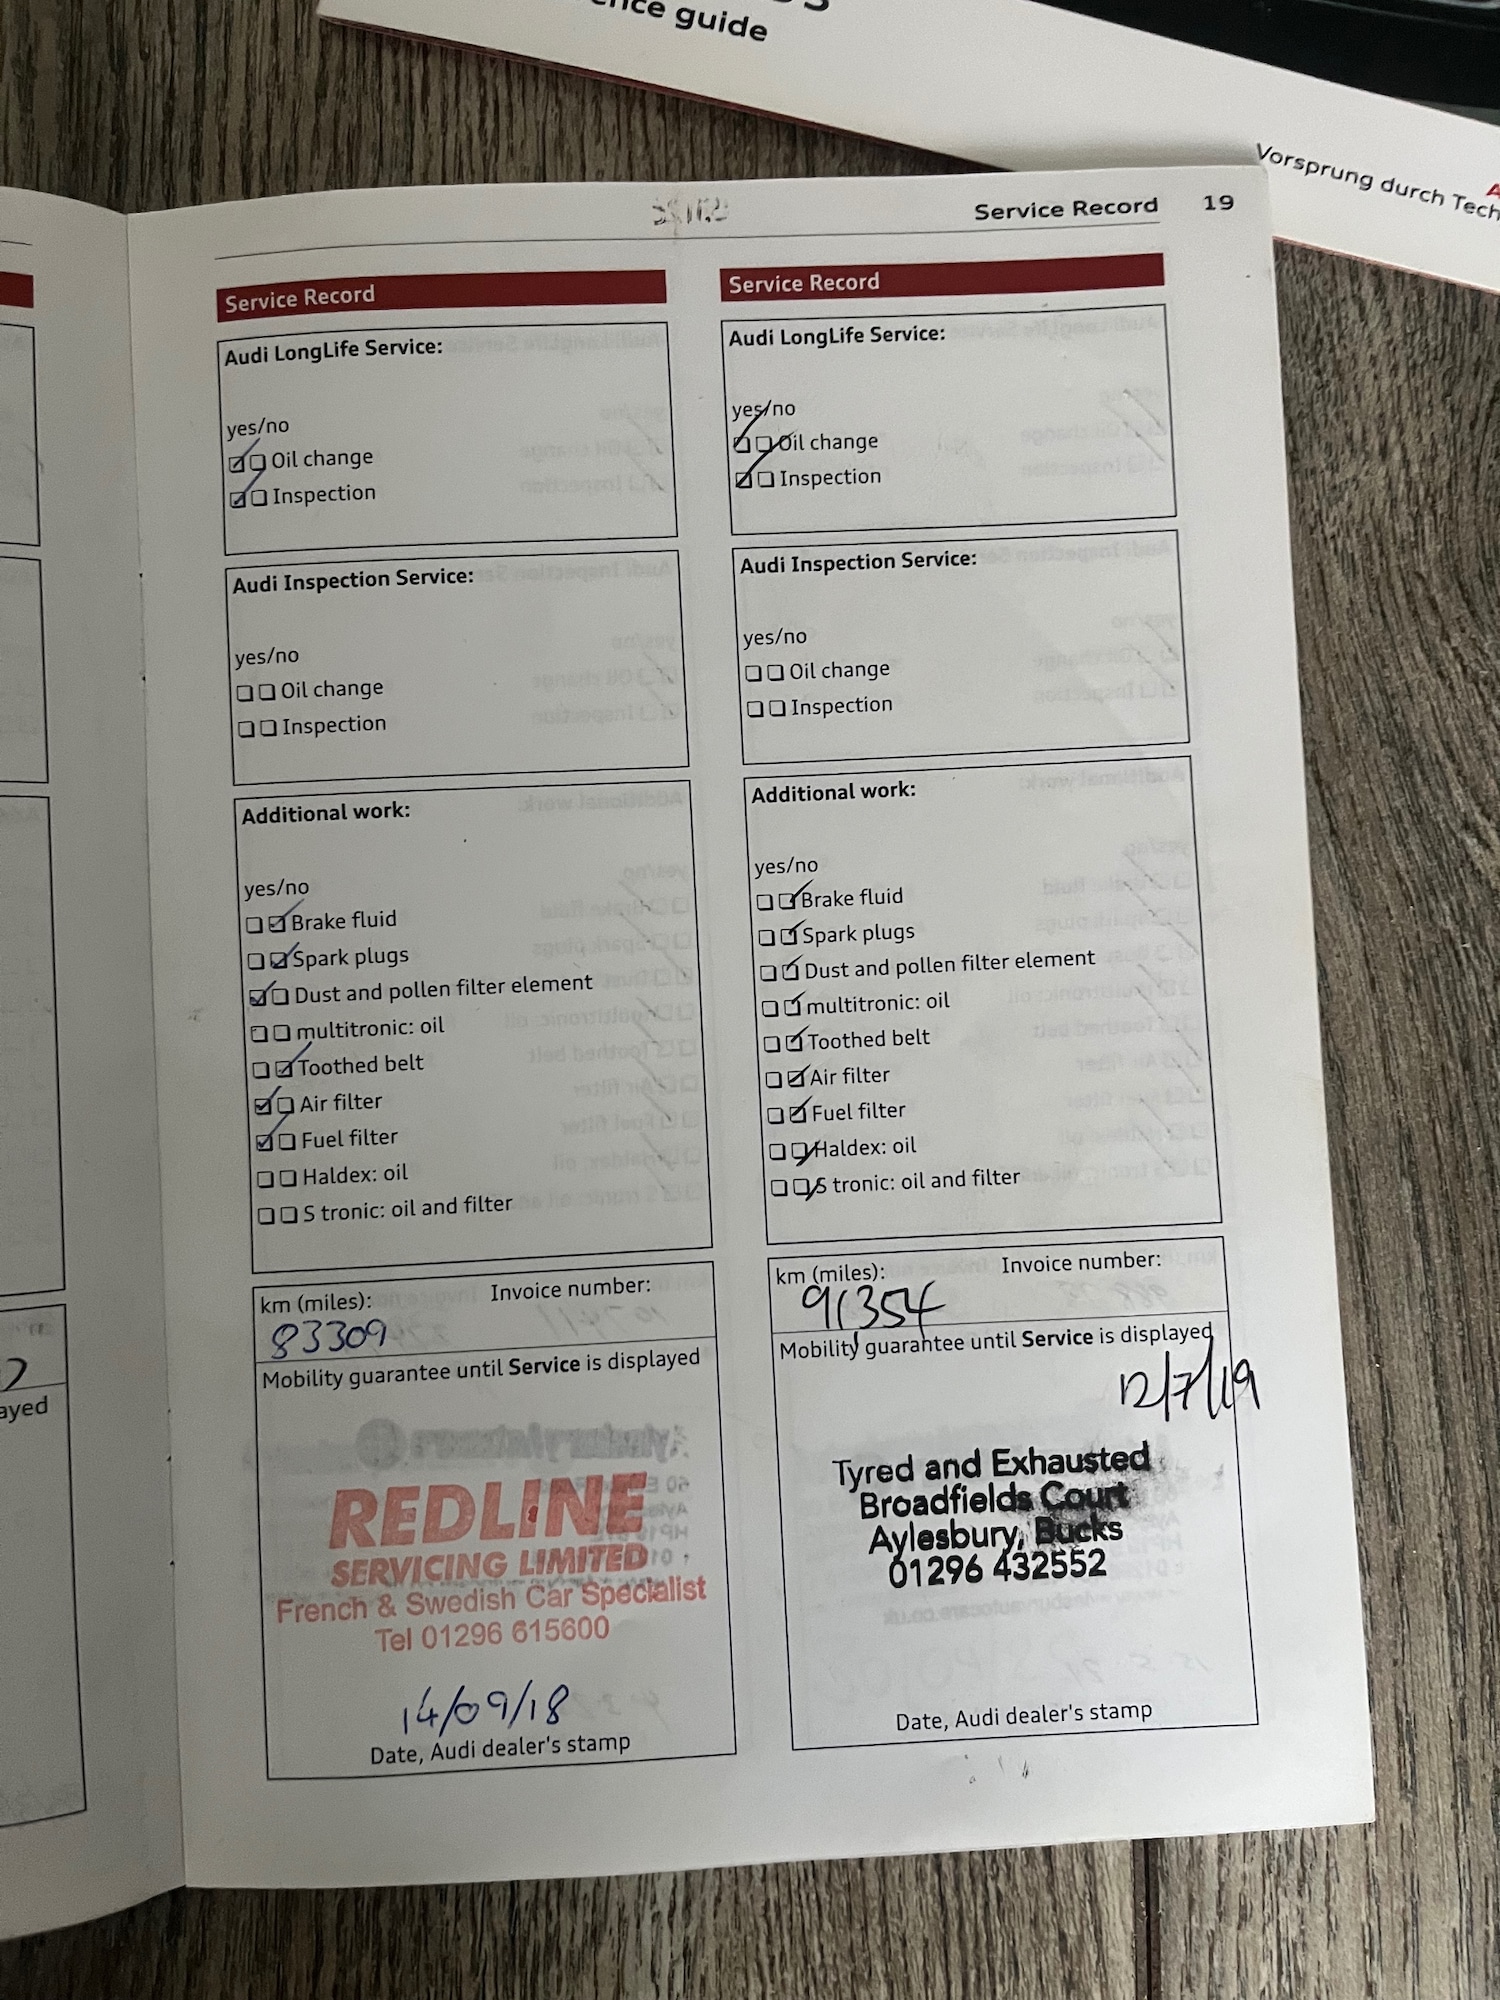 ence guide
Vorsprung durch Tech
Service Record 19
Service Record
Audi LongLife Service:
yes/no
Oil change
Inspection
Audi Inspection Service:
yes/no
Oil change
Inspection
Additional work:
yes/no
Brake fluid
Spark plugs
Dust and pollen filter element
multitronic: oil
Toothed belt
Air filter
Fuel filter
Haldex: oil
S tronic: oil and filter
km (miles): Invoice number:
83309
Mobility guarantee until Service is displayed
REDLINE
SERVICING LIMITED
French & Swedish Car Specialist
Tel 01296 615600
14/09/18
Date, Audi dealer's stamp
Service Record
Audi LongLife Service:
yes/no
Oil change
Inspection
Audi Inspection Service:
yes/no
Oil change
Inspection
Additional work:
yes/no
Brake fluid
Spark plugs
Dust and pollen filter element
multitronic: oil
Toothed belt
Air filter
Fuel filter
Haldex: oil
S tronic: oil and filter
km (miles): Invoice number:
91354
Mobility guarantee until Service is displayed
12/7/19
Tyred and Exhausted
Broadfields Court
Aylesbury, Bucks
01296 432552
Date, Audi dealer's stamp
ayed